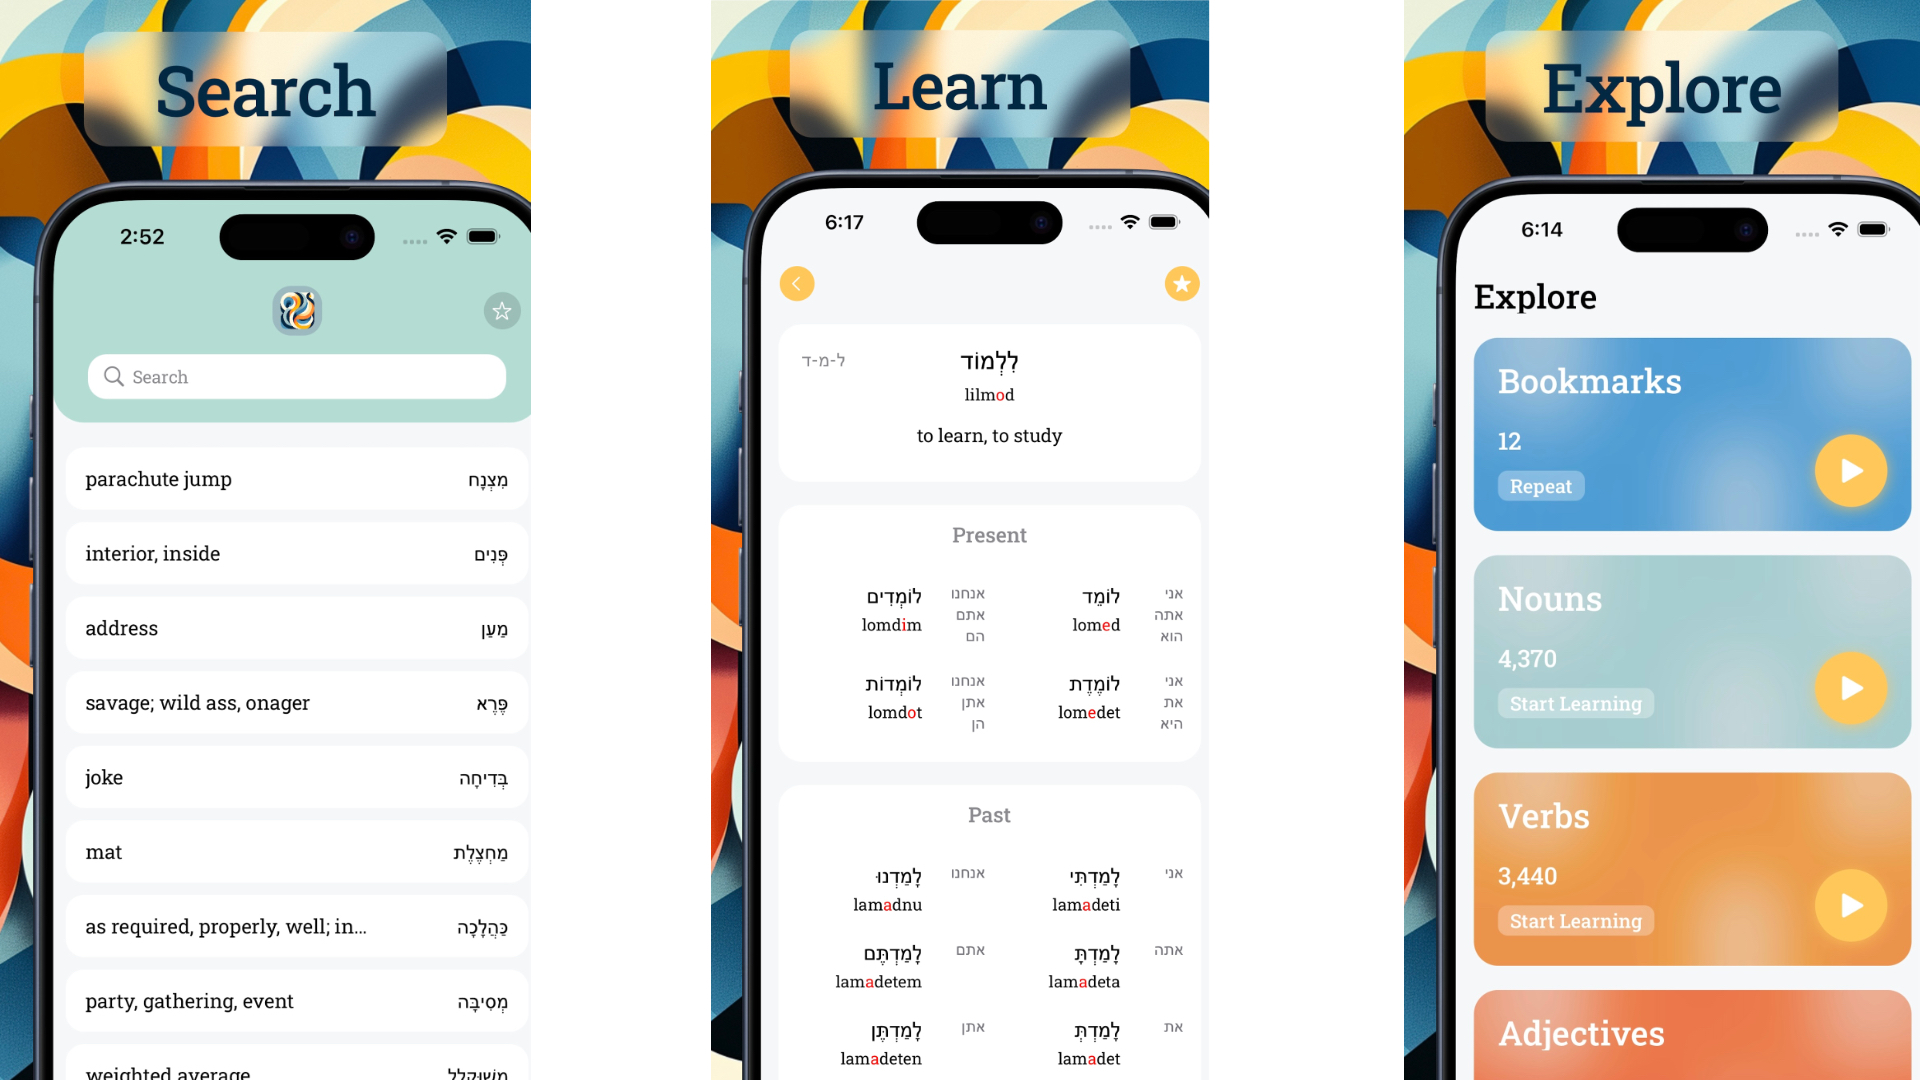 Search
2:52
Search
parachute jump מִצְנָח
interior, inside פְּנִים
address מַעַן
savage; wild ass, onager פֶּרֶא
joke בְּדִיחָה
mat מַחְצֶלֶת
as required, properly, well; in... כַּהֲלָכָה
party, gathering, event מְסִיבָּה
weighted average מְשׁוּקלל
Learn
6:17
ל-מ-ד
לִלְמוֹד
lilmod
to learn, to study
Present
אני
אתה
הוא
לוֹמֵד
lomed
אנחנו
אתם
הם
לוֹמְדִים
lomdim
אני
את
היא
לוֹמֶדֶת
lomedet
אנחנו
אתן
הן
לוֹמְדוֹת
lomdot
Past
אני
לָמַדְתִּי
lamadeti
אנחנו
לָמַדְנוּ
lamadnu
אתה
לָמַדְתָּ
lamadeta
אתם
לָמַדְתֶּם
lamadetem
את
לָמַדְתְּ
lamadet
אתן
לָמַדְתֶּן
lamadeten
Explore
6:14
Explore
Bookmarks
12
Repeat
Nouns
4,370
Start Learning
Verbs
3,440
Start Learning
Adjectives